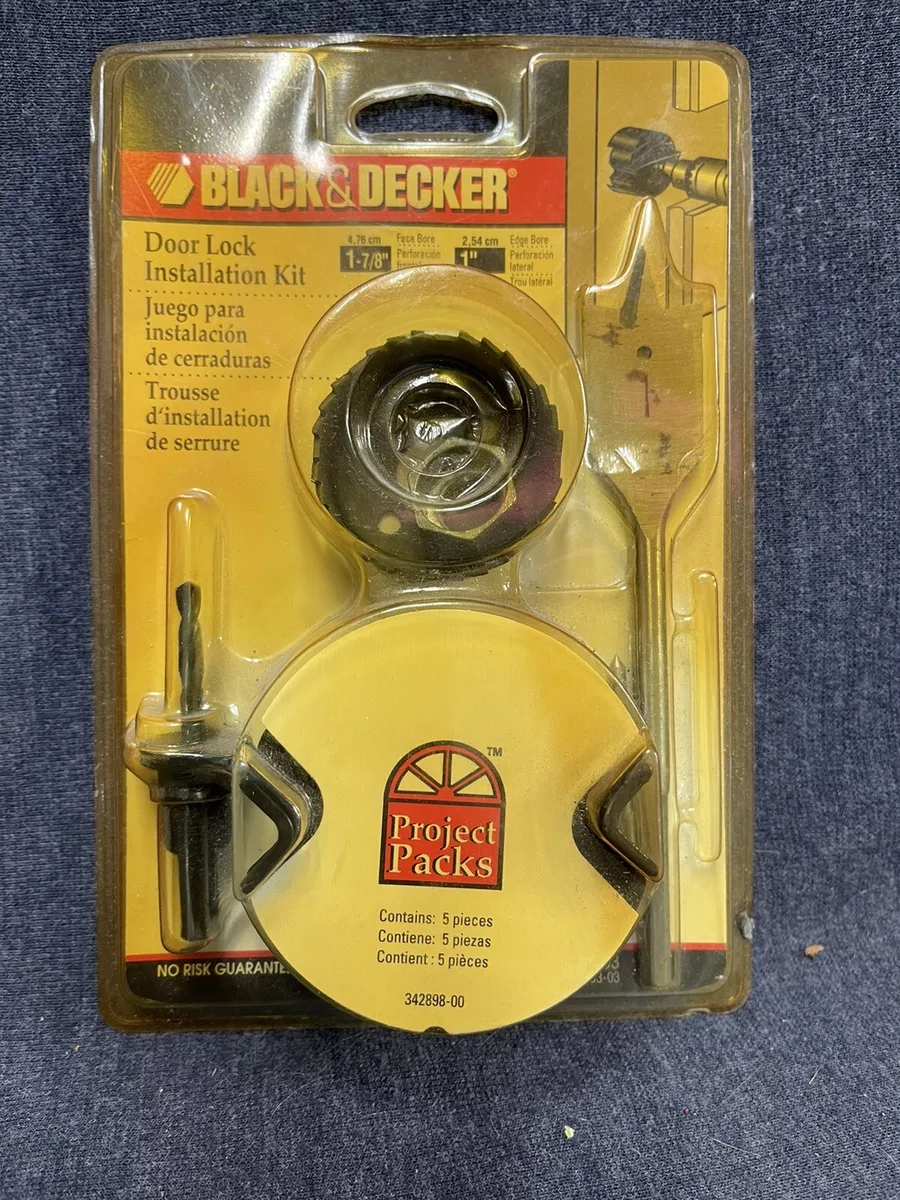 BLACK&DECKER®
Door Lock
Installation Kit
Juego para
instalación
de cerraduras
Trousse
d'installation
de serrure
4,76 cm
1-7/8"
Face Bore
Perforación
2,54 cm
1"
Edge Bore
Perforación
lateral
Trou latéral
Project
Packs
TM
Contains: 5 pieces
Contiene: 5 piezas
Contient : 5 pièces
342898-00
NO RISK